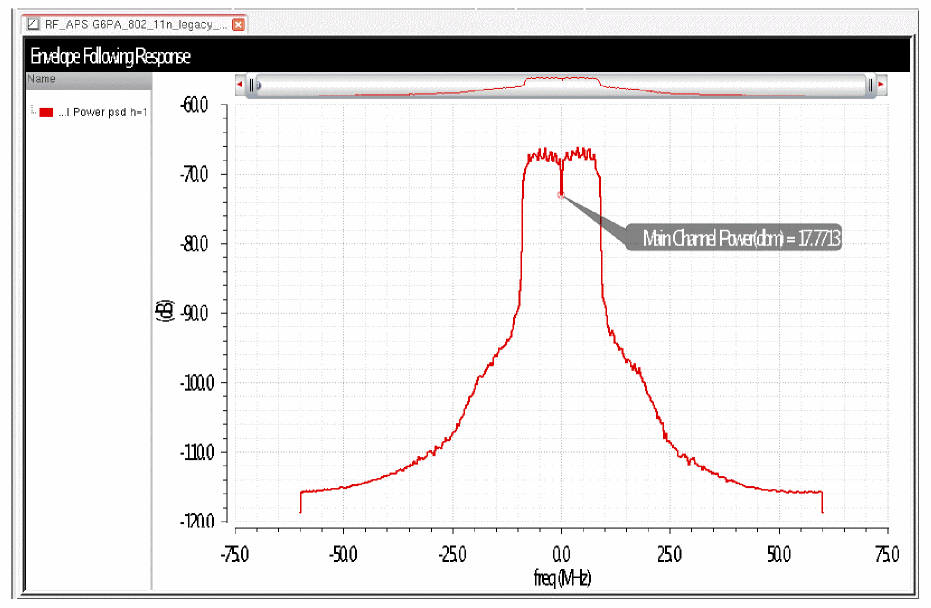 RF_APS G6PA_802_11n_legacy_...
Envelope Following Response
Name
...l Power psd h=1
-60.0
-70.0
Main Channel Power(dbm) = 17.7713
-80.0
(dB)
-90.0
-100.0
-110.0
-120.0
-75.0 -50.0 -25.0 0.0 25.0 50.0 75.0
freq (MHz)